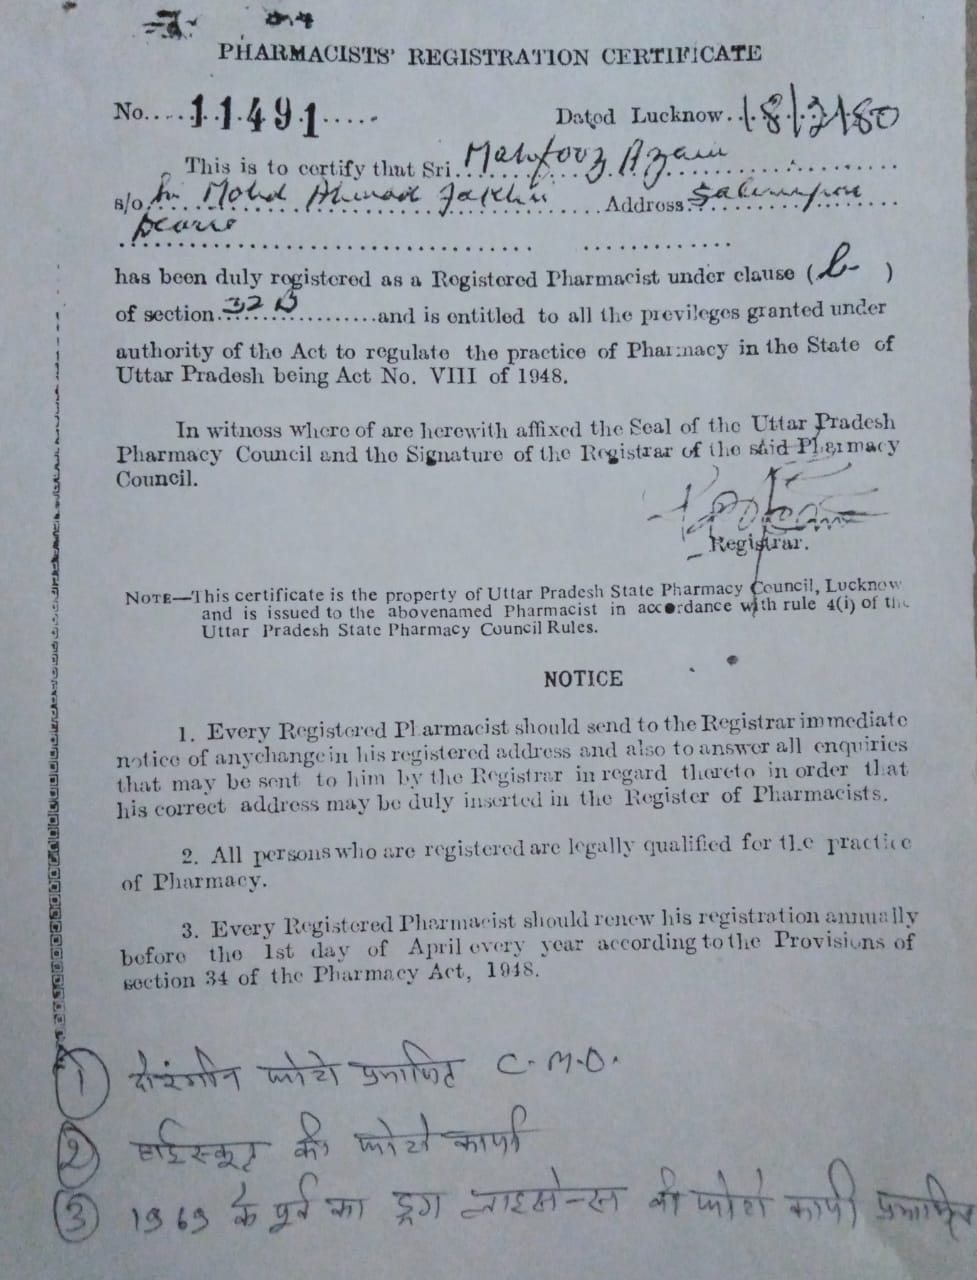 PHARMACISTS' REGISTRATION CERTIFICATE
No.....11491..... Dated Lucknow..18/2/80
This is to certify that Sri..Mahfooz Azam
s/o. Mohd Ahmad Address. Salempur
Deoria
has been duly registered as a Registered Pharmacist under clause (b)
of section. 32 B ..........and is entitled to all the previleges granted under
authority of the Act to regulate the practice of Pharmacy in the State of
Uttar Pradesh being Act No. VIII of 1948.
In witness where of are herewith affixed the Seal of the Uttar Pradesh
Pharmacy Council and the Signature of the Registrar of the said Pharmacy
Council.
Registrar.
NOTE—This certificate is the property of Uttar Pradesh State Pharmacy Council, Lucknow
and is issued to the abovenamed Pharmacist in accordance with rule 4(i) of the
Uttar Pradesh State Pharmacy Council Rules.
NOTICE
1. Every Registered Pharmacist should send to the Registrar immediate
notice of anychange in his registered address and also to answer all enquiries
that may be sent to him by the Registrar in regard thereto in order that
his correct address may be duly inserted in the Register of Pharmacists.
2. All persons who are registered are legally qualified for the practice
of Pharmacy.
3. Every Registered Pharmacist should renew his registration annually
before the 1st day of April every year according to the Provisions of
section 34 of the Pharmacy Act, 1948.
1 दो रंगीन फोटो प्रमाणित C.M.O.
2 हाईस्कूल की फोटो कापी
3 1969 के पूर्व का ड्रग लाइसेन्स की फोटो कापी प्रमाणित